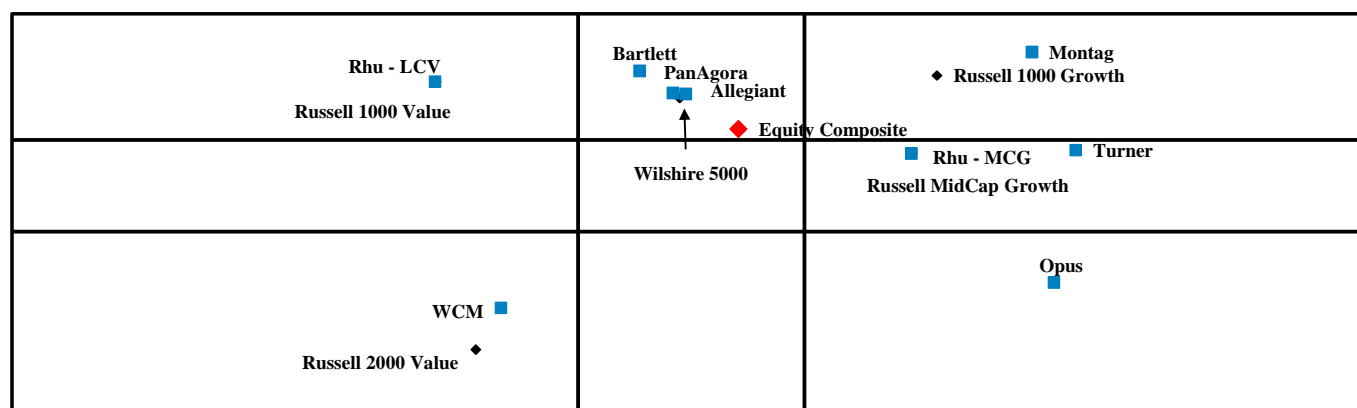 Bartlett
Montag
Rhu - LCV
PanAgora
Russell 1000 Growth
Allegiant
Russell 1000 Value
Equity Composite
Wilshire 5000
Rhu - MCG
Turner
Russell MidCap Growth
Opus
WCM
Russell 2000 Value